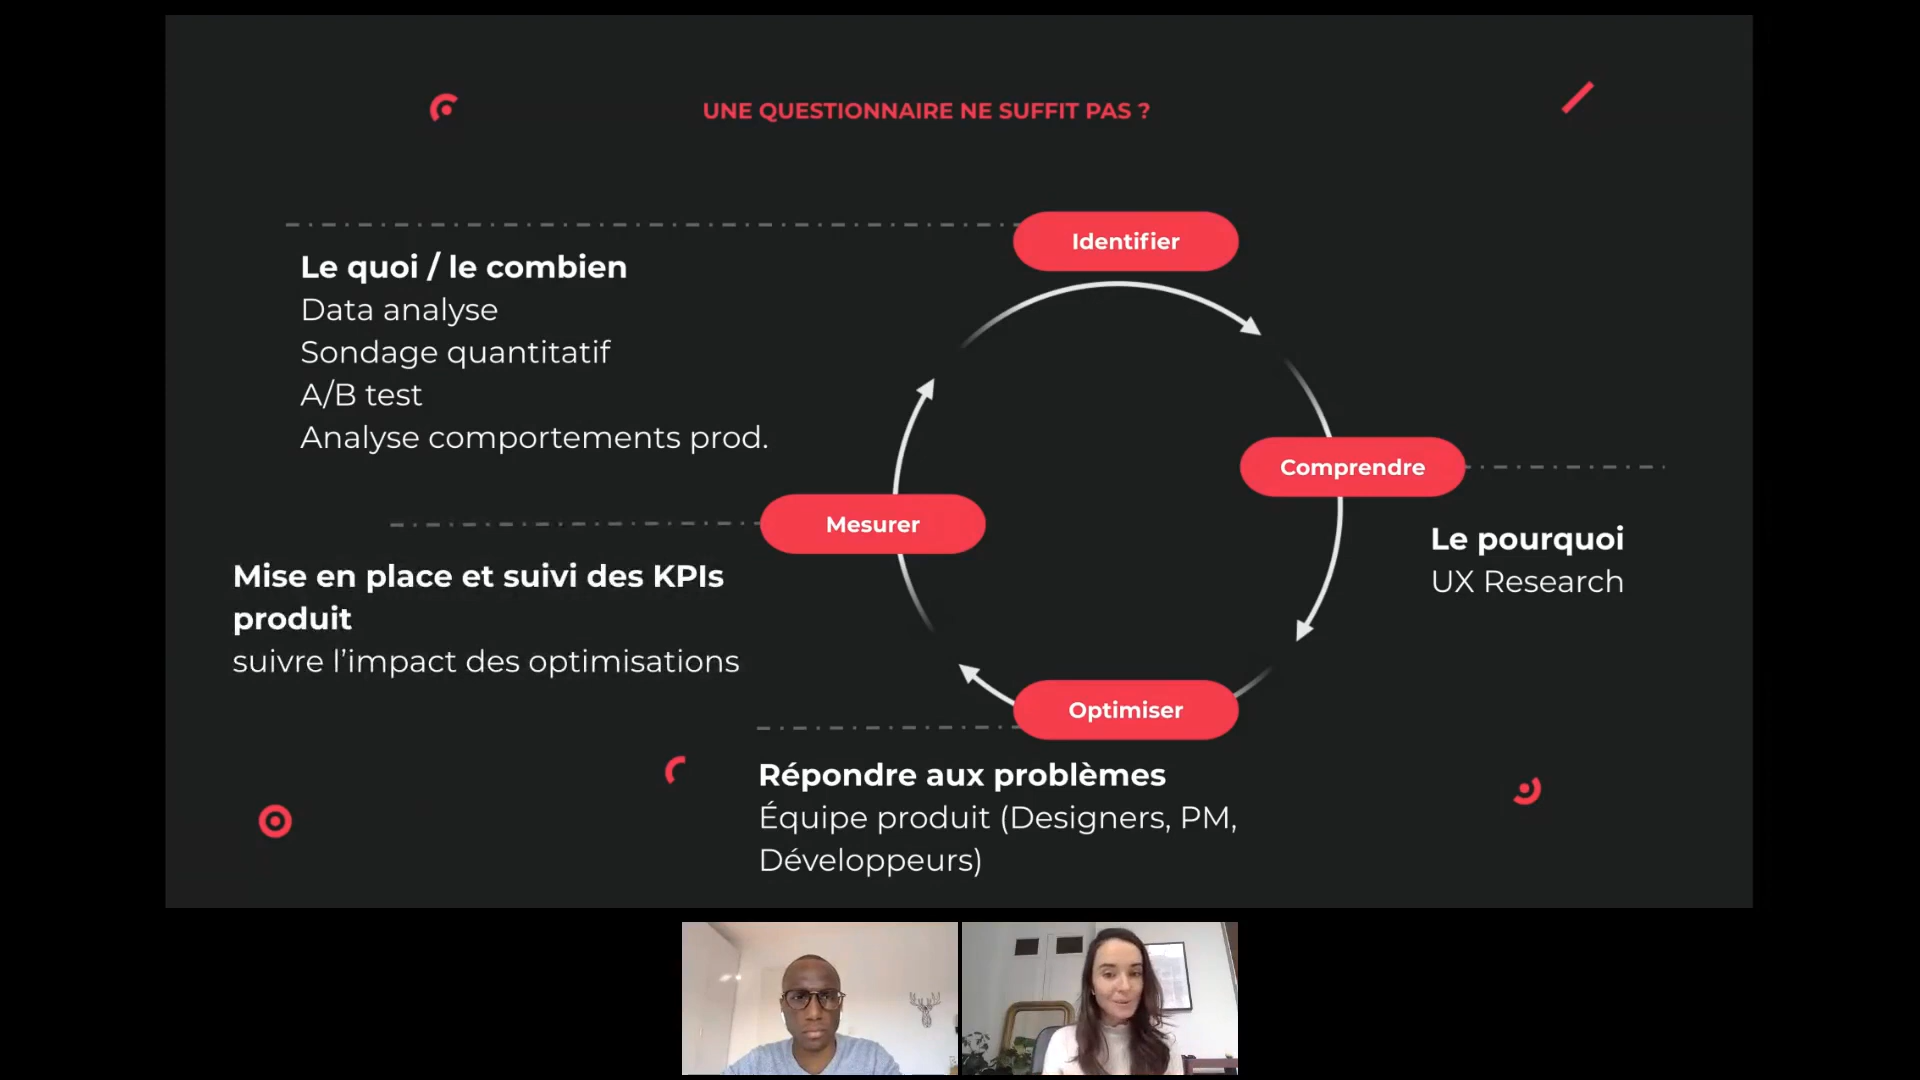 UNE QUESTIONNAIRE NE SUFFIT PAS ?
Identifier
Le quoi / le combien
Data analyse
Sondage quantitatif
A/B test
Analyse comportements prod.
Comprendre
Le pourquoi
UX Research
Mesurer
Mise en place et suivi des KPIs
produit
suivre l’impact des optimisations
Optimiser
Répondre aux problèmes
Équipe produit (Designers, PM,
Développeurs)